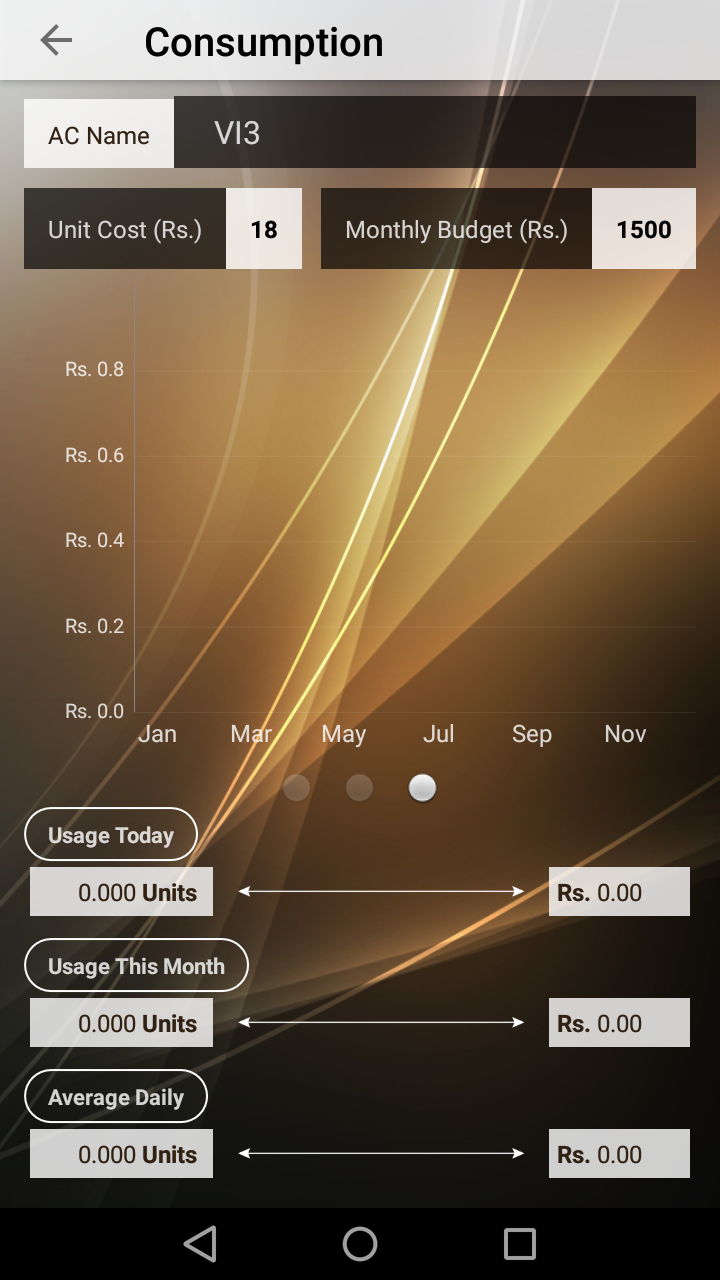 Consumption
AC Name VI3
Unit Cost (Rs.) 18 Monthly Budget (Rs.) 1500
Rs. 0.8
Rs. 0.6
Rs. 0.4
Rs. 0.2
Rs. 0.0
Jan Mar May Jul Sep Nov
Usage Today
0.000 Units Rs. 0.00
Usage This Month
0.000 Units Rs. 0.00
Average Daily
0.000 Units Rs. 0.00